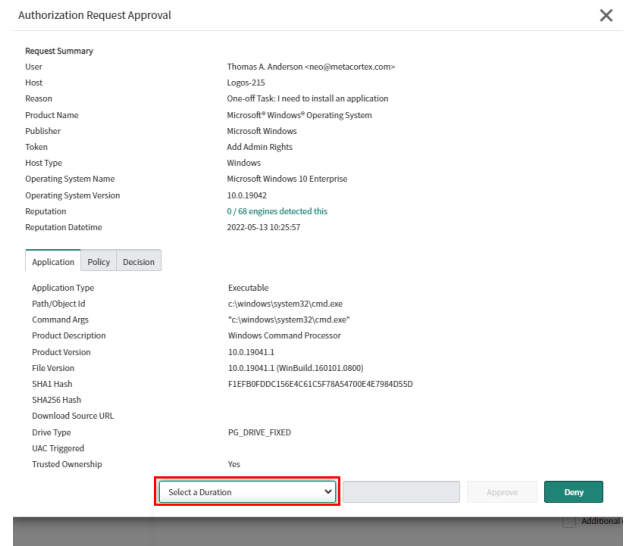 Authorization Request Approval
Request Summary
User Thomas A. Anderson <neo@metacortex.com>
Host Logos-215
Reason One-off Task: I need to install an application
Product Name Microsoft® Windows® Operating System
Publisher Microsoft Windows
Token Add Admin Rights
Host Type Windows
Operating System Name Microsoft Windows 10 Enterprise
Operating System Version 10.0.19042
Reputation 0 / 68 engines detected this
Reputation Datetime 2022-05-13 10:25:57
Application Policy Decision
Application Type Executable
Path/Object Id c:\windows\system32\cmd.exe
Command Args "c:\windows\system32\cmd.exe"
Product Description Windows Command Processor
Product Version 10.0.19041.1
File Version 10.0.19041.1 (WinBuild.160101.0800)
SHA1 Hash F1EFB0FDDC156E4C61C5F78A54700E4E7984D55D
SHA256 Hash
Download Source URL
Drive Type PG_DRIVE_FIXED
UAC Triggered
Trusted Ownership Yes
Select a Duration Approve Deny
Additional